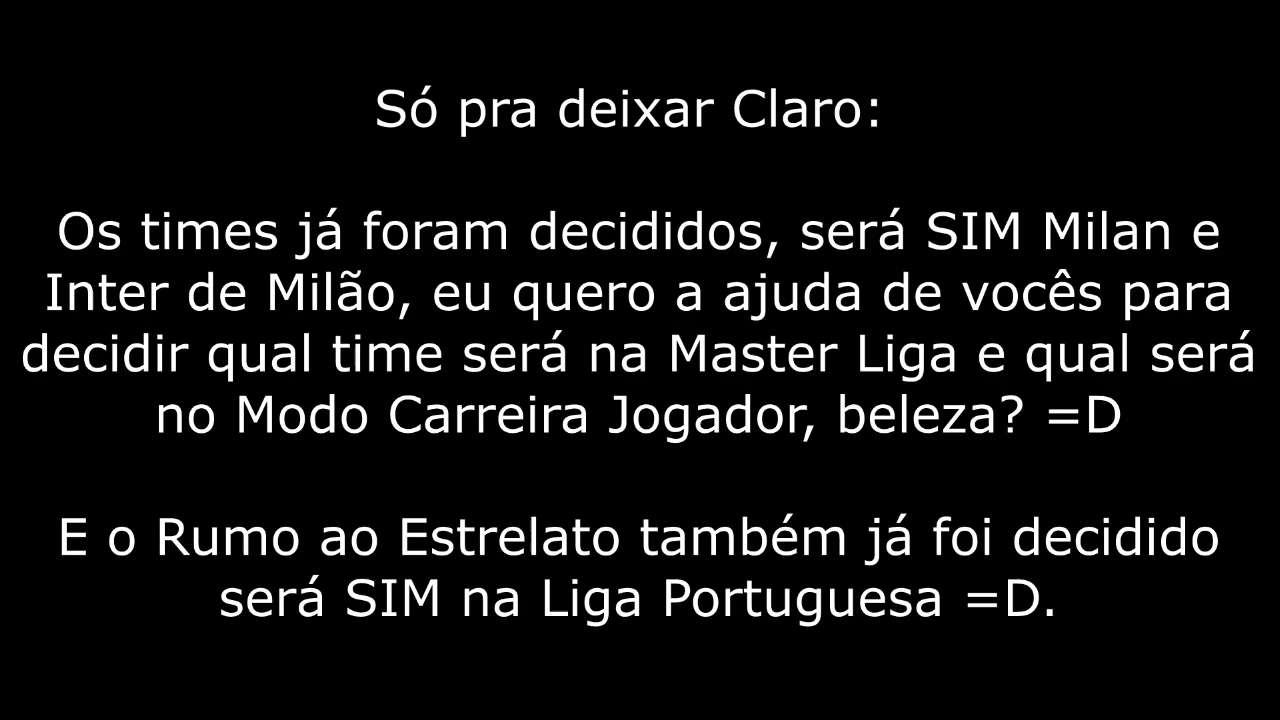 Só pra deixar Claro:
Os times já foram decididos, será SIM Milan e
Inter de Milão, eu quero a ajuda de vocês para
decidir qual time será na Master Liga e qual será
no Modo Carreira Jogador, beleza? =D
E o Rumo ao Estrelato também já foi decidido
será SIM na Liga Portuguesa =D.